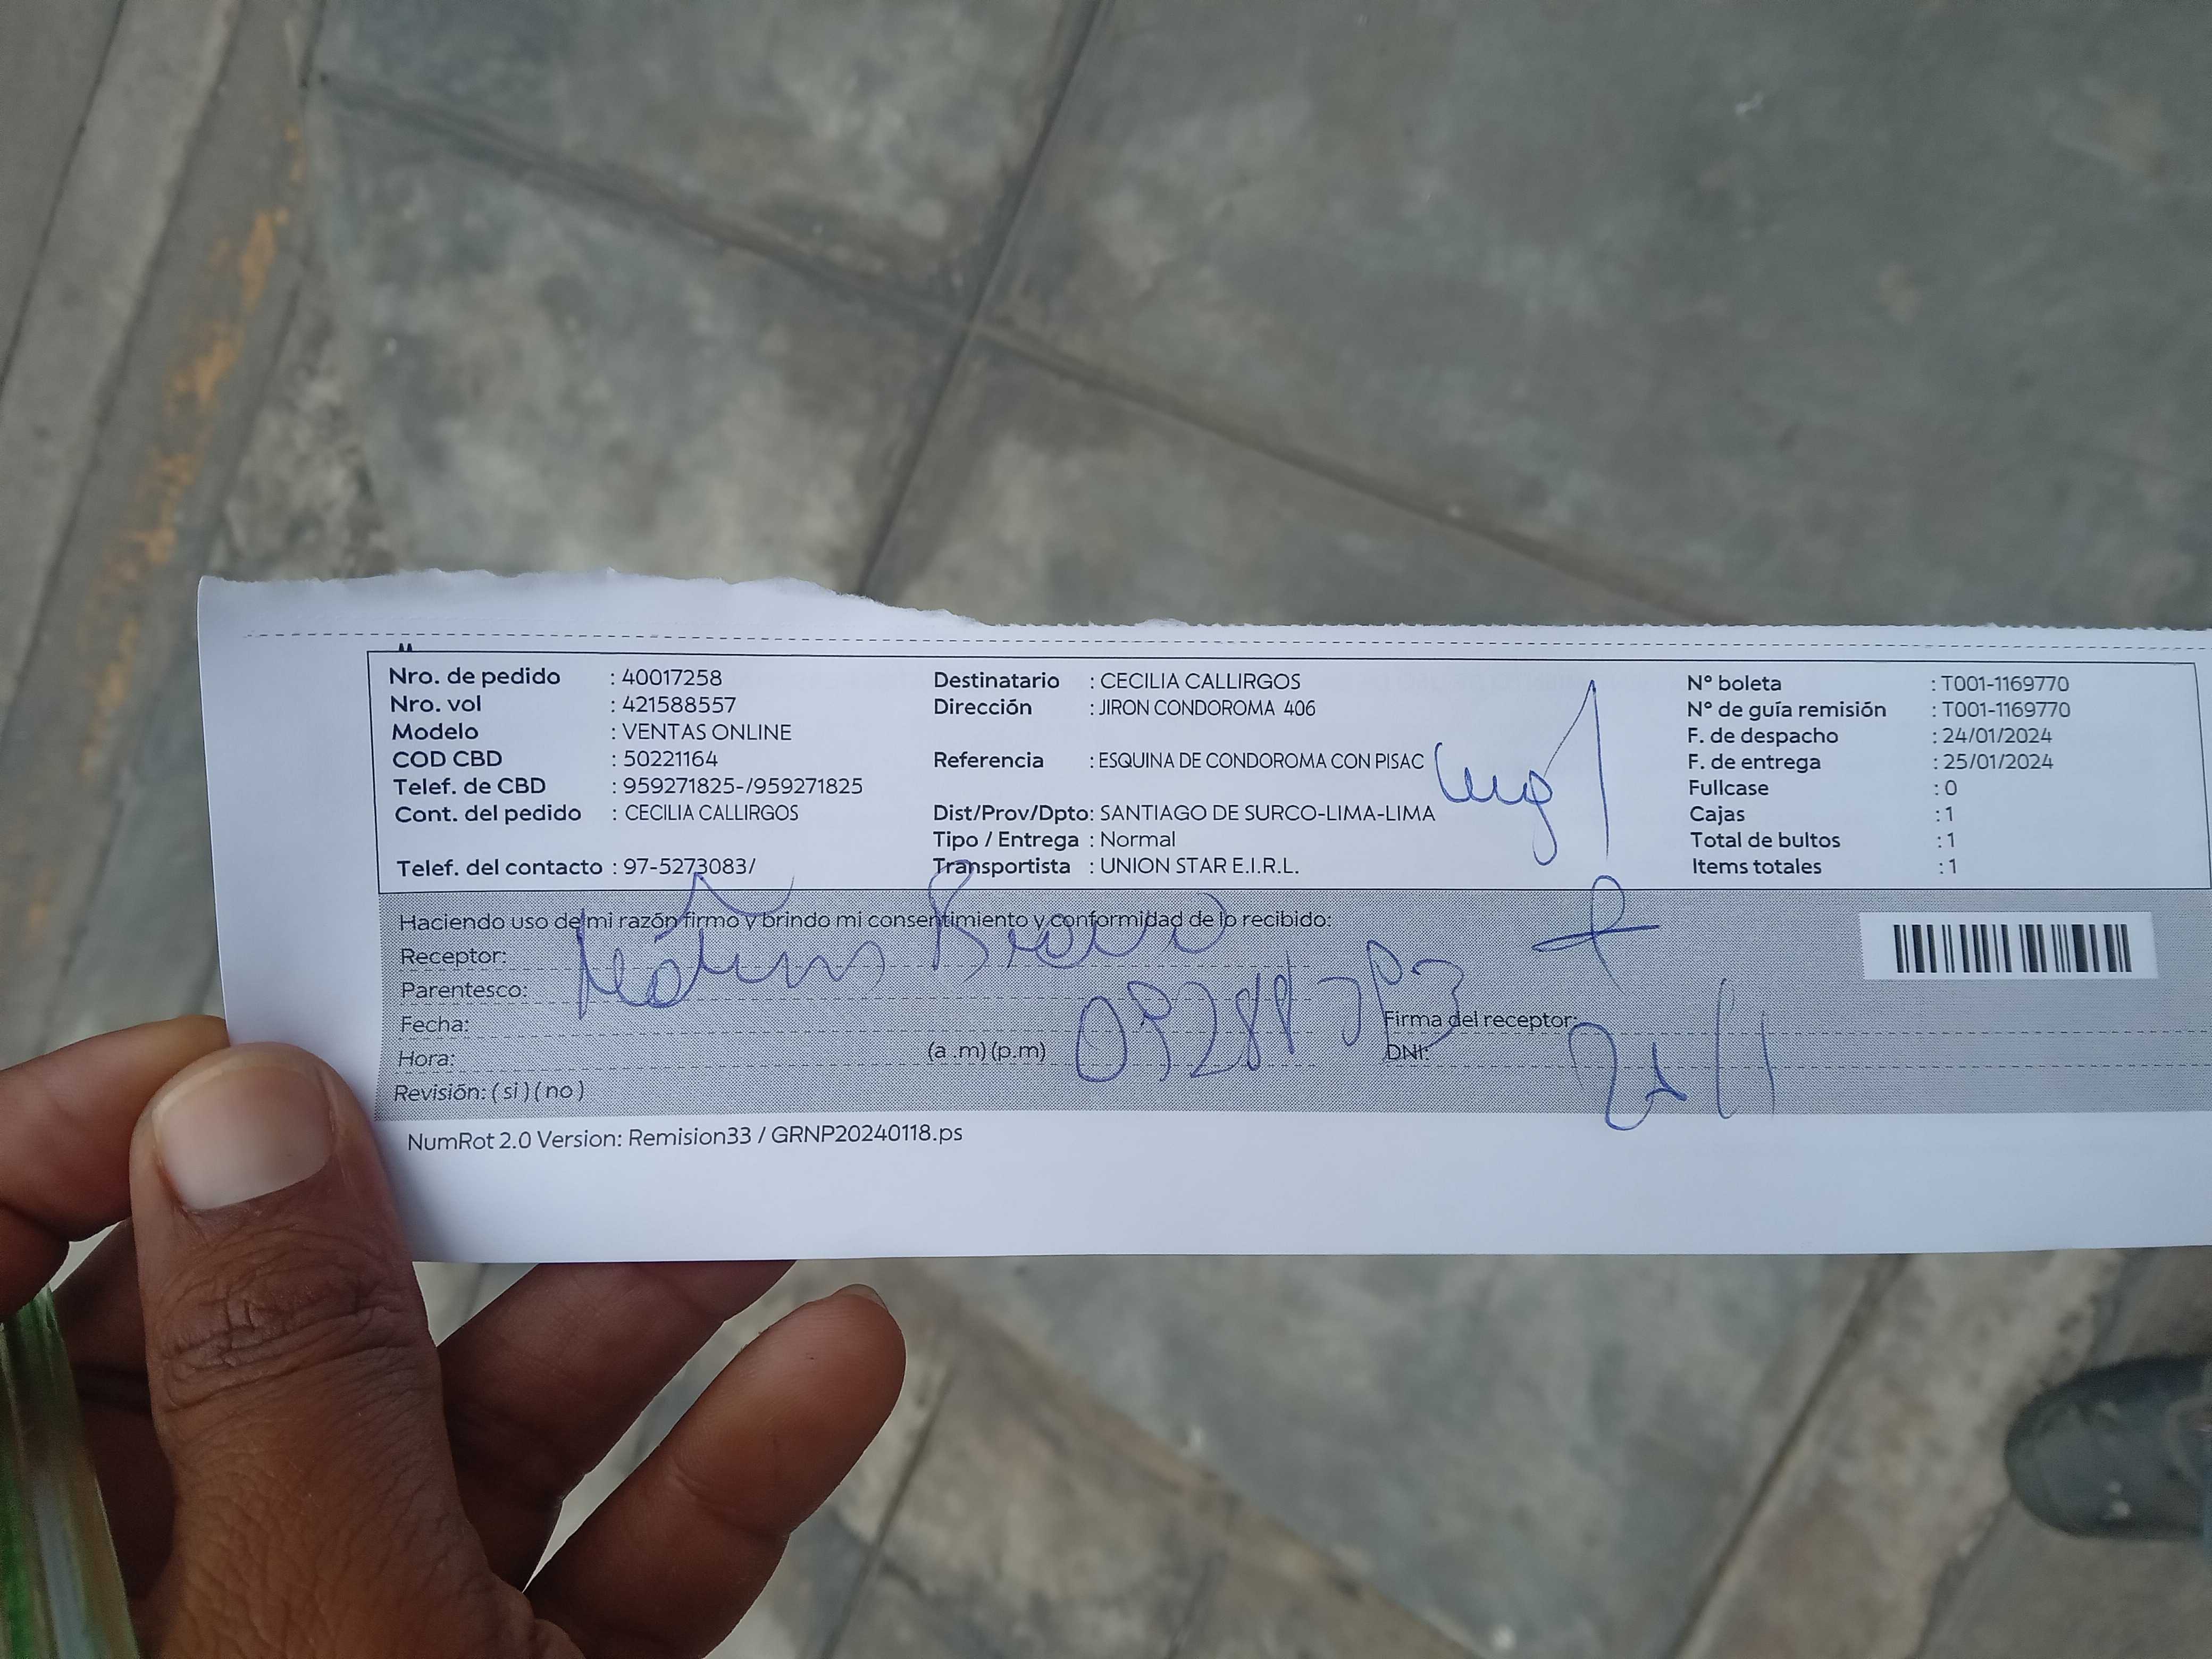 Nro. de pedido : 40017258
Nro. vol : 421588557
Modelo : VENTAS ONLINE
COD CBD : 50221164
Telef. de CBD : 959271825-/959271825
Cont. del pedido : CECILIA CALLIRGOS
Telef. del contacto : 97-5273083/
Destinatario : CECILIA CALLIRGOS
Dirección : JIRON CONDOROMA 406
Referencia : ESQUINA DE CONDOROMA CON PISAC
Dist/Prov/Dpto: SANTIAGO DE SURCO-LIMA-LIMA
Tipo / Entrega : Normal
Transportista : UNION STAR E.I.R.L.
N° boleta : T001-1169770
N° de guía remisión : T001-1169770
F. de despacho : 24/01/2024
F. de entrega : 25/01/2024
Fullcase : 0
Cajas : 1
Total de bultos : 1
Items totales : 1
Haciendo uso de mi razón firmo y brindo mi consentimiento y conformidad de lo recibido:
Receptor:
Parentesco:
Fecha:
Hora: (a .m) (p.m)
Revisión: ( si ) ( no )
Firma del receptor:
DNI:
NumRot 2.0 Version: Remision33 / GRNP20240118.ps